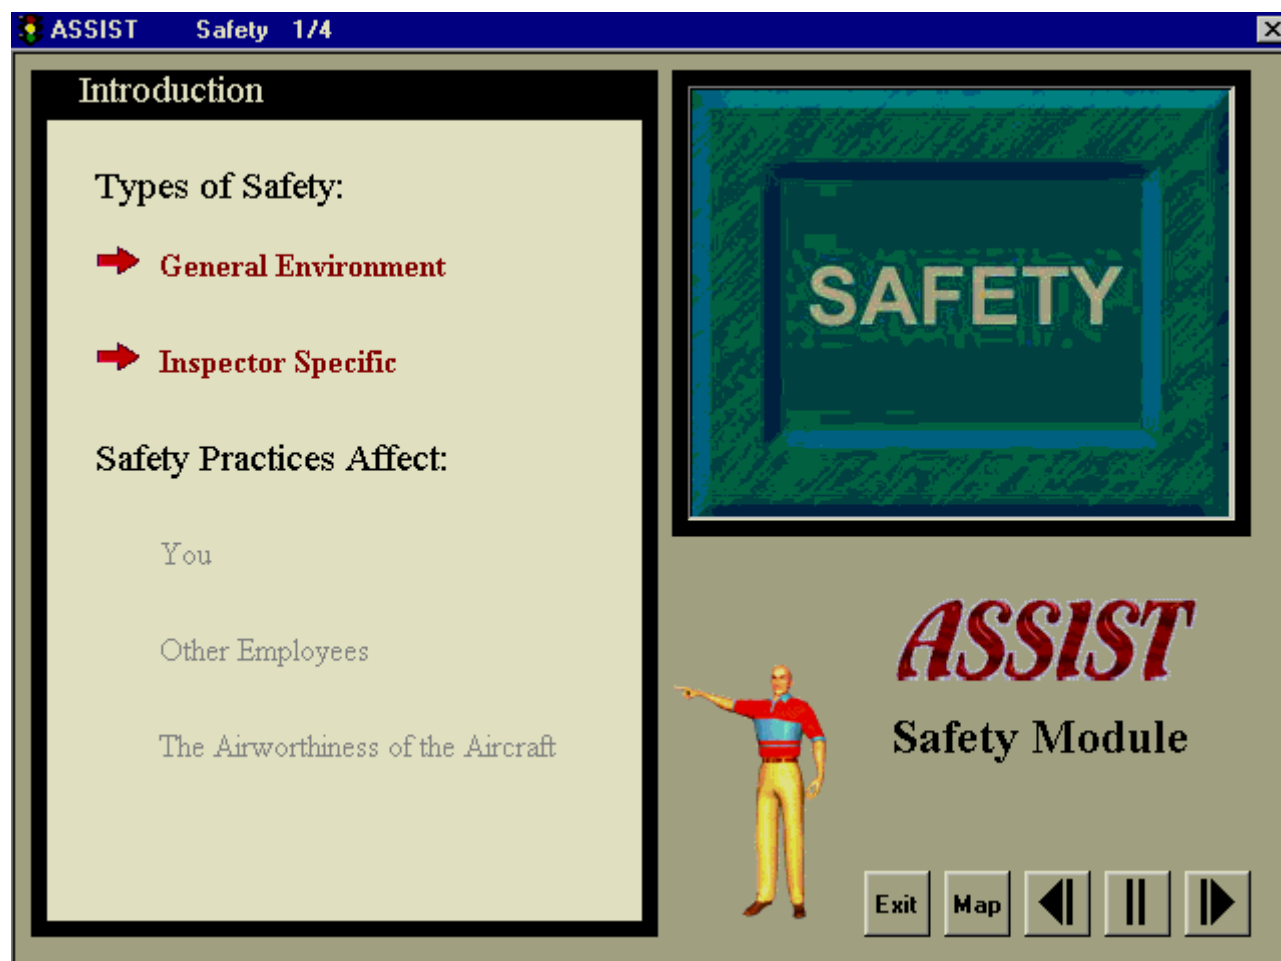 ASSIST Safety 1/4
Introduction
Types of Safety:
General Environment
Inspector Specific
Safety Practices Affect:
You
Other Employees
The Airworthiness of the Aircraft
SAFETY
ASSIST
Safety Module
Exit Map